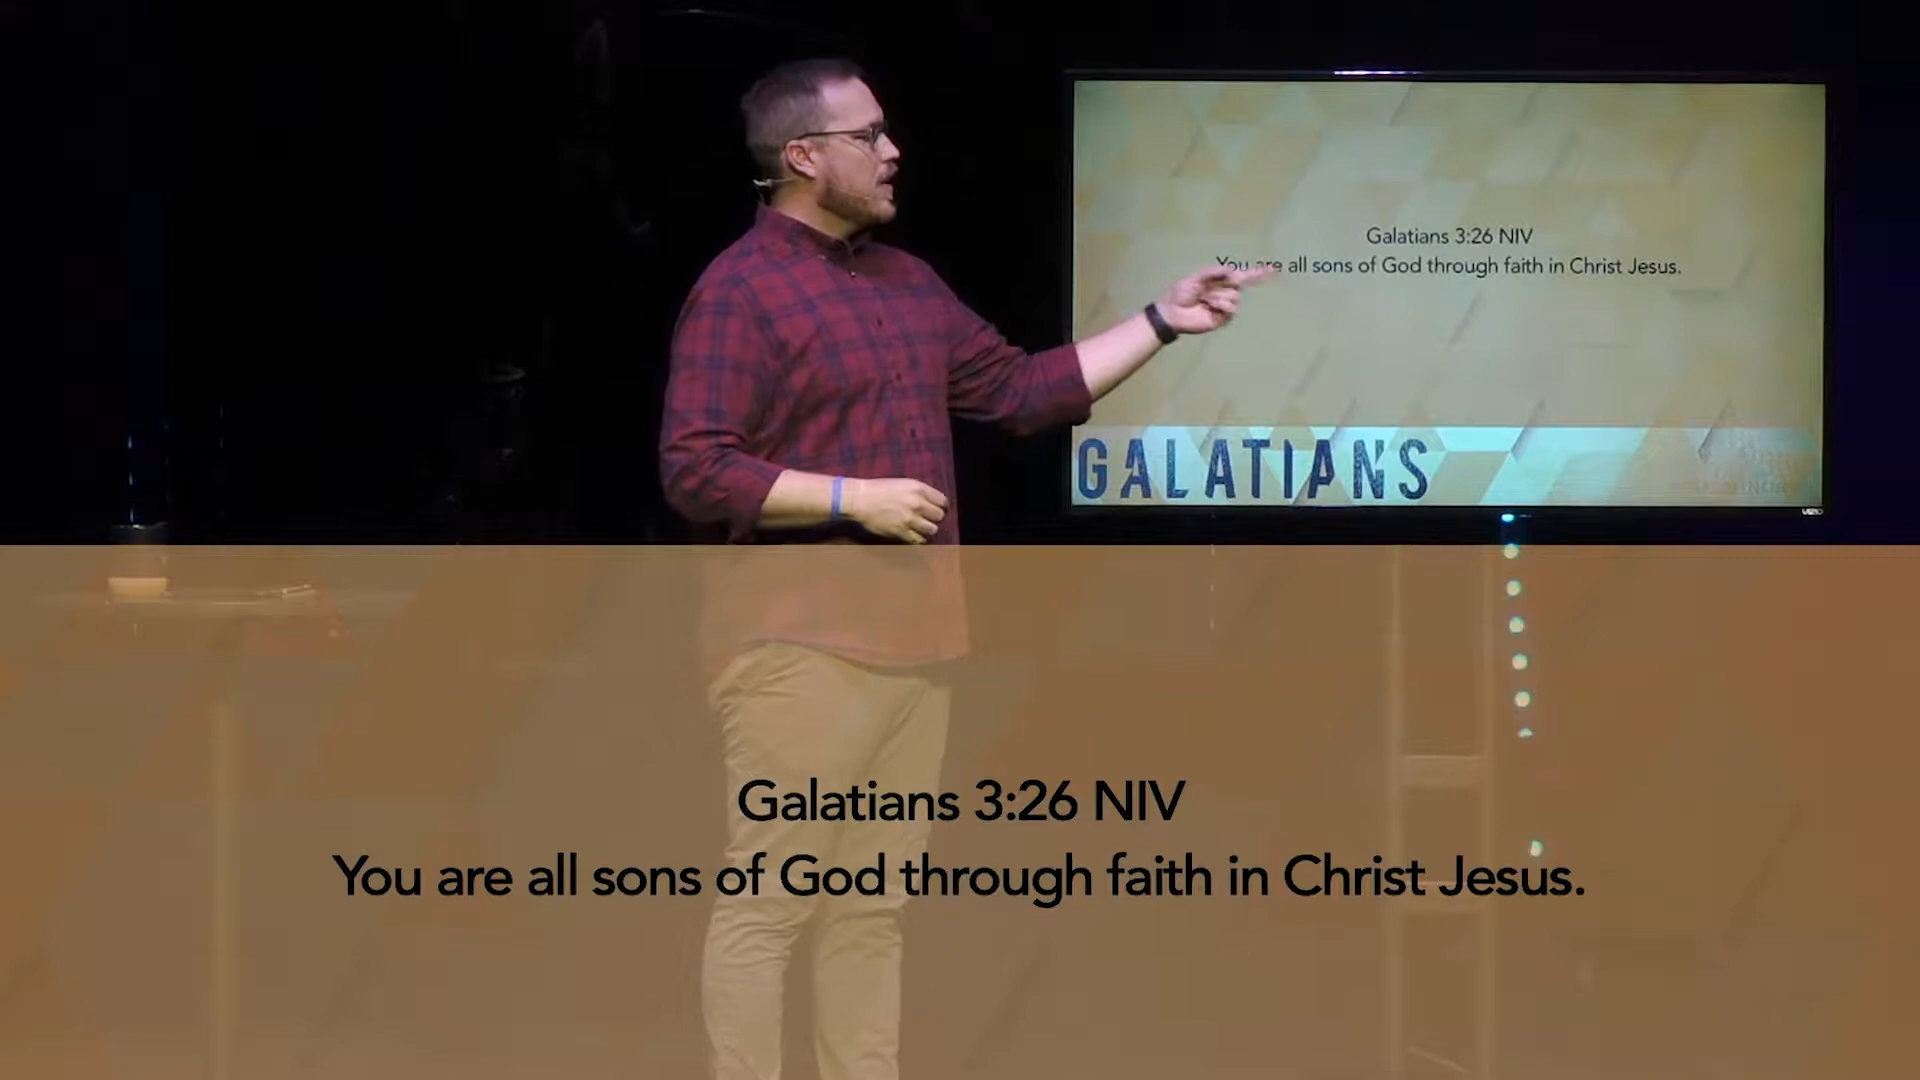 Galatians 3:26 NIV
You are all sons of God through faith in Christ Jesus.
GALATIANS
VIZIO
Galatians 3:26 NIV
You are all sons of God through faith in Christ Jesus.